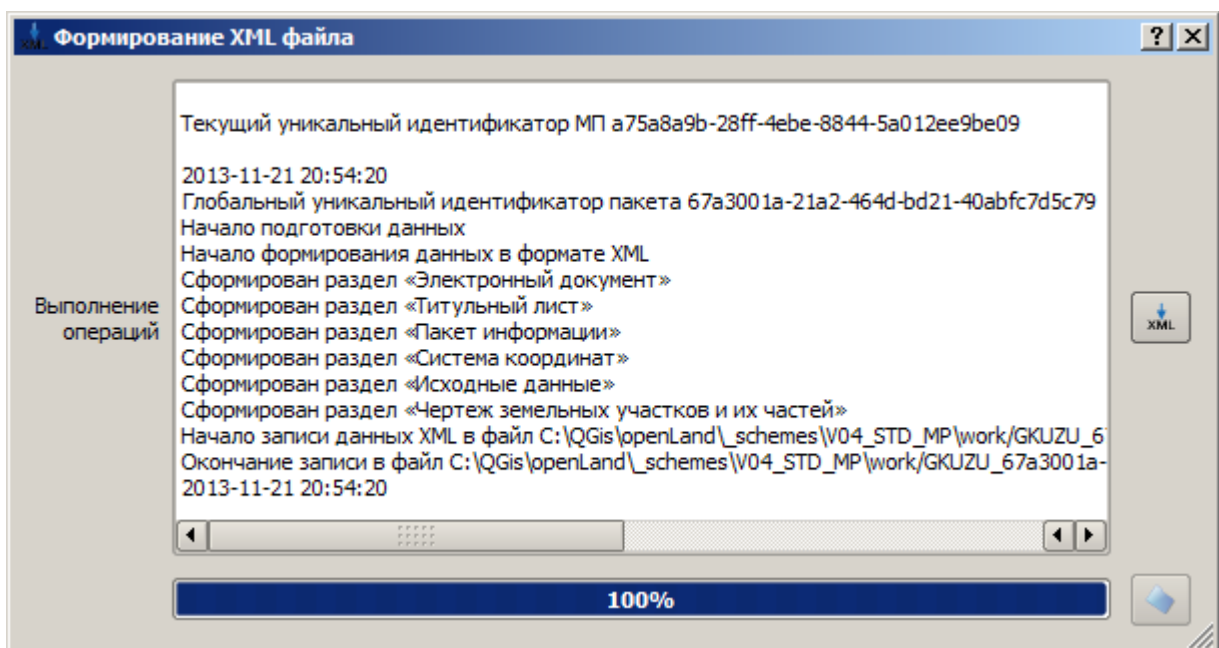 Формирование XML файла
Текущий уникальный идентификатор МП a75a8a9b-28ff-4ebe-8844-5a012ee9be09
2013-11-21 20:54:20
Глобальный уникальный идентификатор пакета 67a3001a-21a2-464d-bd21-40abfc7d5c79
Начало подготовки данных
Начало формирования данных в формате XML
Сформирован раздел «Электронный документ»
Сформирован раздел «Титульный лист»
Сформирован раздел «Пакет информации»
Сформирован раздел «Система координат»
Сформирован раздел «Исходные данные»
Сформирован раздел «Чертеж земельных участков и их частей»
Начало записи данных XML в файл C:\QGis\openLand\_schemes\V04_STD_MP\work/GKUZU_67
Окончание записи в файл C:\QGis\openLand\_schemes\V04_STD_MP\work/GKUZU_67a3001a-
2013-11-21 20:54:20
Выполнение
операций
XML
100%